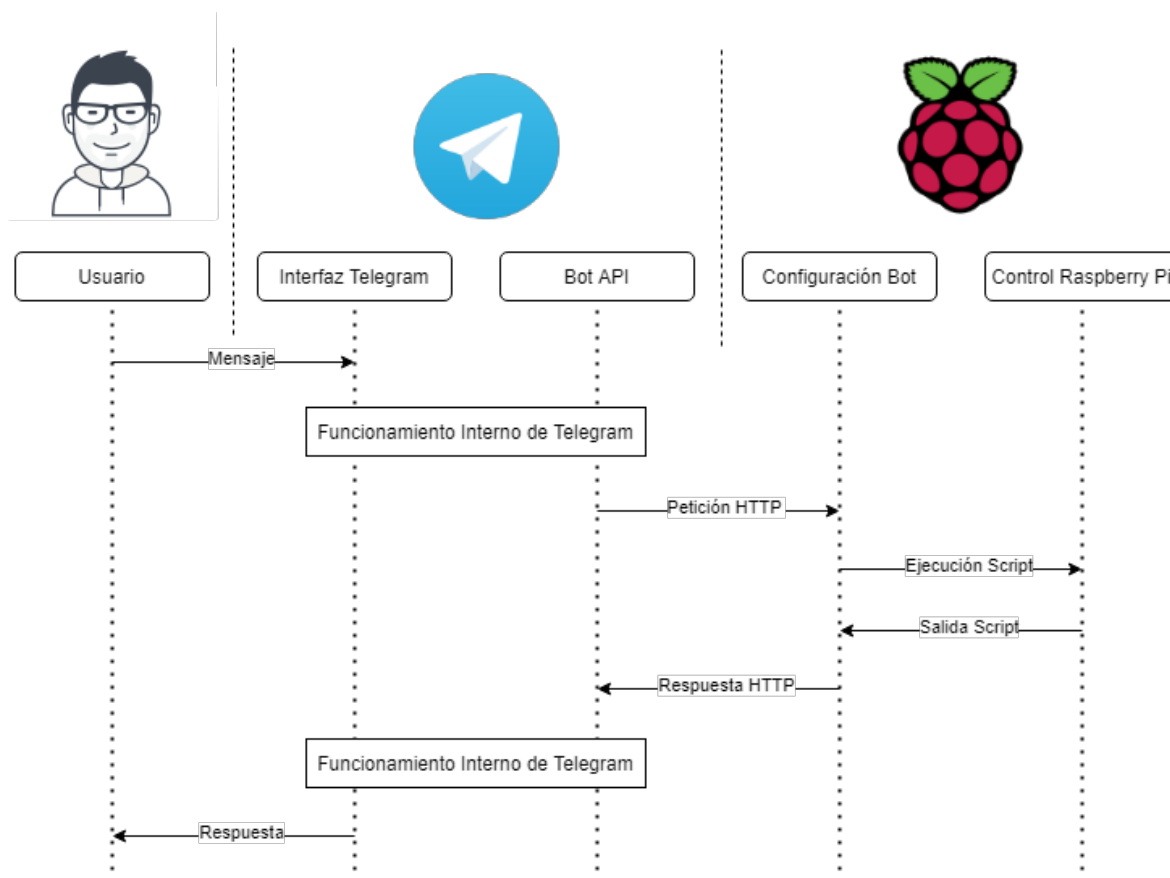 Usuario
Interfaz Telegram
Bot API
Configuración Bot
Control Raspberry Pi
Mensaje
Funcionamiento Interno de Telegram
Petición HTTP
Ejecución Script
Salida Script
Respuesta HTTP
Funcionamiento Interno de Telegram
Respuesta